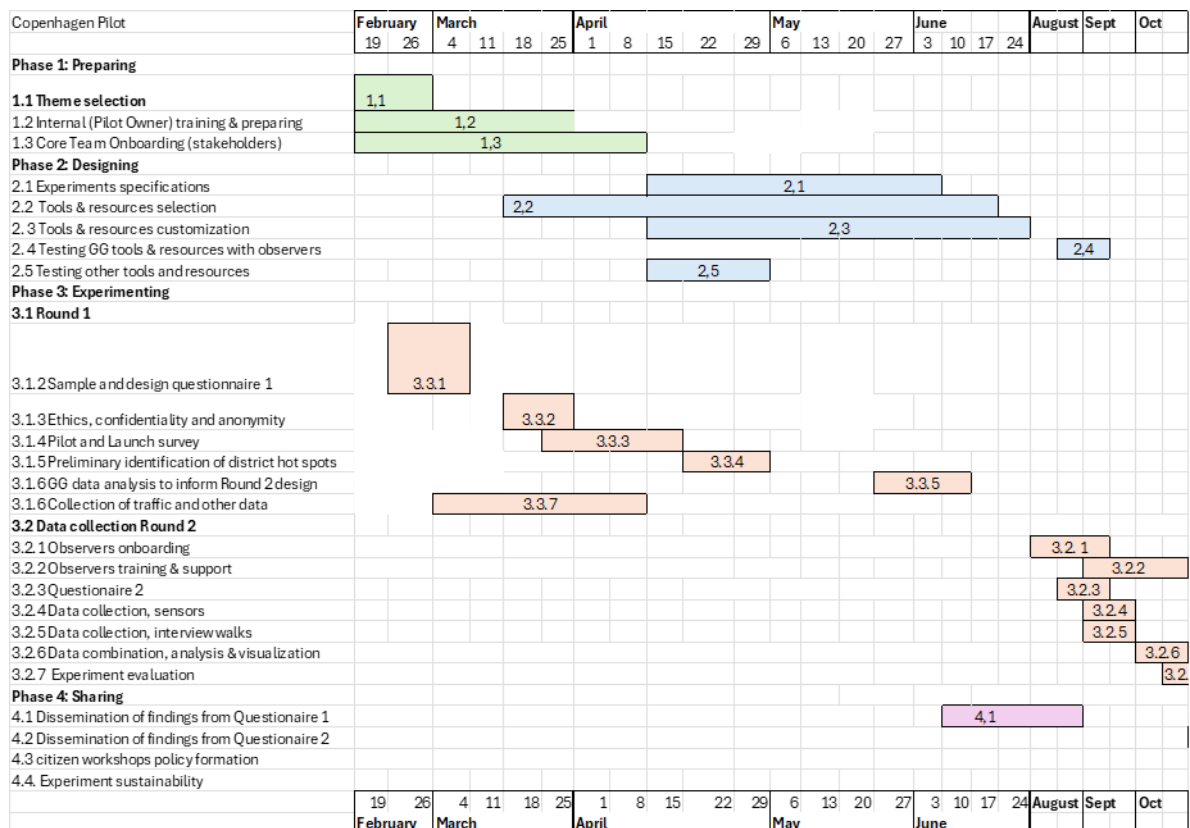 Copenhagen Pilot February March April May June August Sept Oct
19 26 4 11 18 25 1 8 15 22 29 6 13 20 27 3 10 17 24
Phase 1: Preparing
1.1 Theme selection 1,1
1.2 Internal (Pilot Owner) training & preparing 1,2
1.3 Core Team Onboarding (stakeholders) 1,3
Phase 2: Designing
2.1 Experiments specifications 2,1
2.2 Tools & resources selection 2,2
2.3 Tools & resources customization 2,3
2.4 Testing GG tools & resources with observers 2,4
2.5 Testing other tools and resources 2,5
Phase 3: Experimenting
3.1 Round 1
3.1.2 Sample and design questionnaire 1 3.3.1
3.1.3 Ethics, confidentiality and anonymity 3.3.2
3.1.4 Pilot and Launch survey 3.3.3
3.1.5 Preliminary identification of district hot spots 3.3.4
3.1.6 GG data analysis to inform Round 2 design 3.3.5
3.1.6 Collection of traffic and other data 3.3.7
3.2 Data collection Round 2
3.2.1 Observers onboarding 3.2. 1
3.2.2 Observers training & support 3.2.2
3.2.3 Questionaire 2 3.2.3
3.2.4 Data collection, sensors 3.2.4
3.2.5 Data collection, interview walks 3.2.5
3.2.6 Data combination, analysis & visualization 3.2.6
3.2.7 Experiment evaluation 3.2.
Phase 4: Sharing
4.1 Dissemination of findings from Questionaire 1 4,1
4.2 Dissemination of findings from Questionaire 2
4.3 citizen workshops policy formation
4.4. Experiment sustainability
19 26 4 11 18 25 1 8 15 22 29 6 13 20 27 3 10 17 24 August Sept Oct
February March April May June